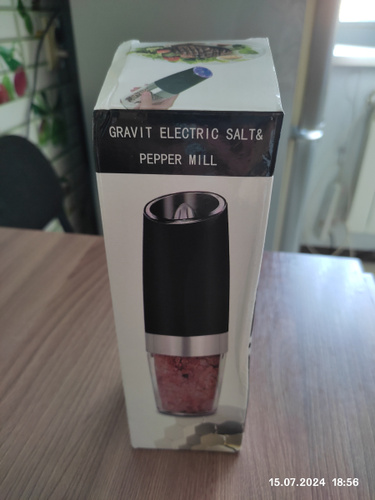 GRAVIT ELECTRIC SALT&
PEPPER MILL
15.07.2024 18:56